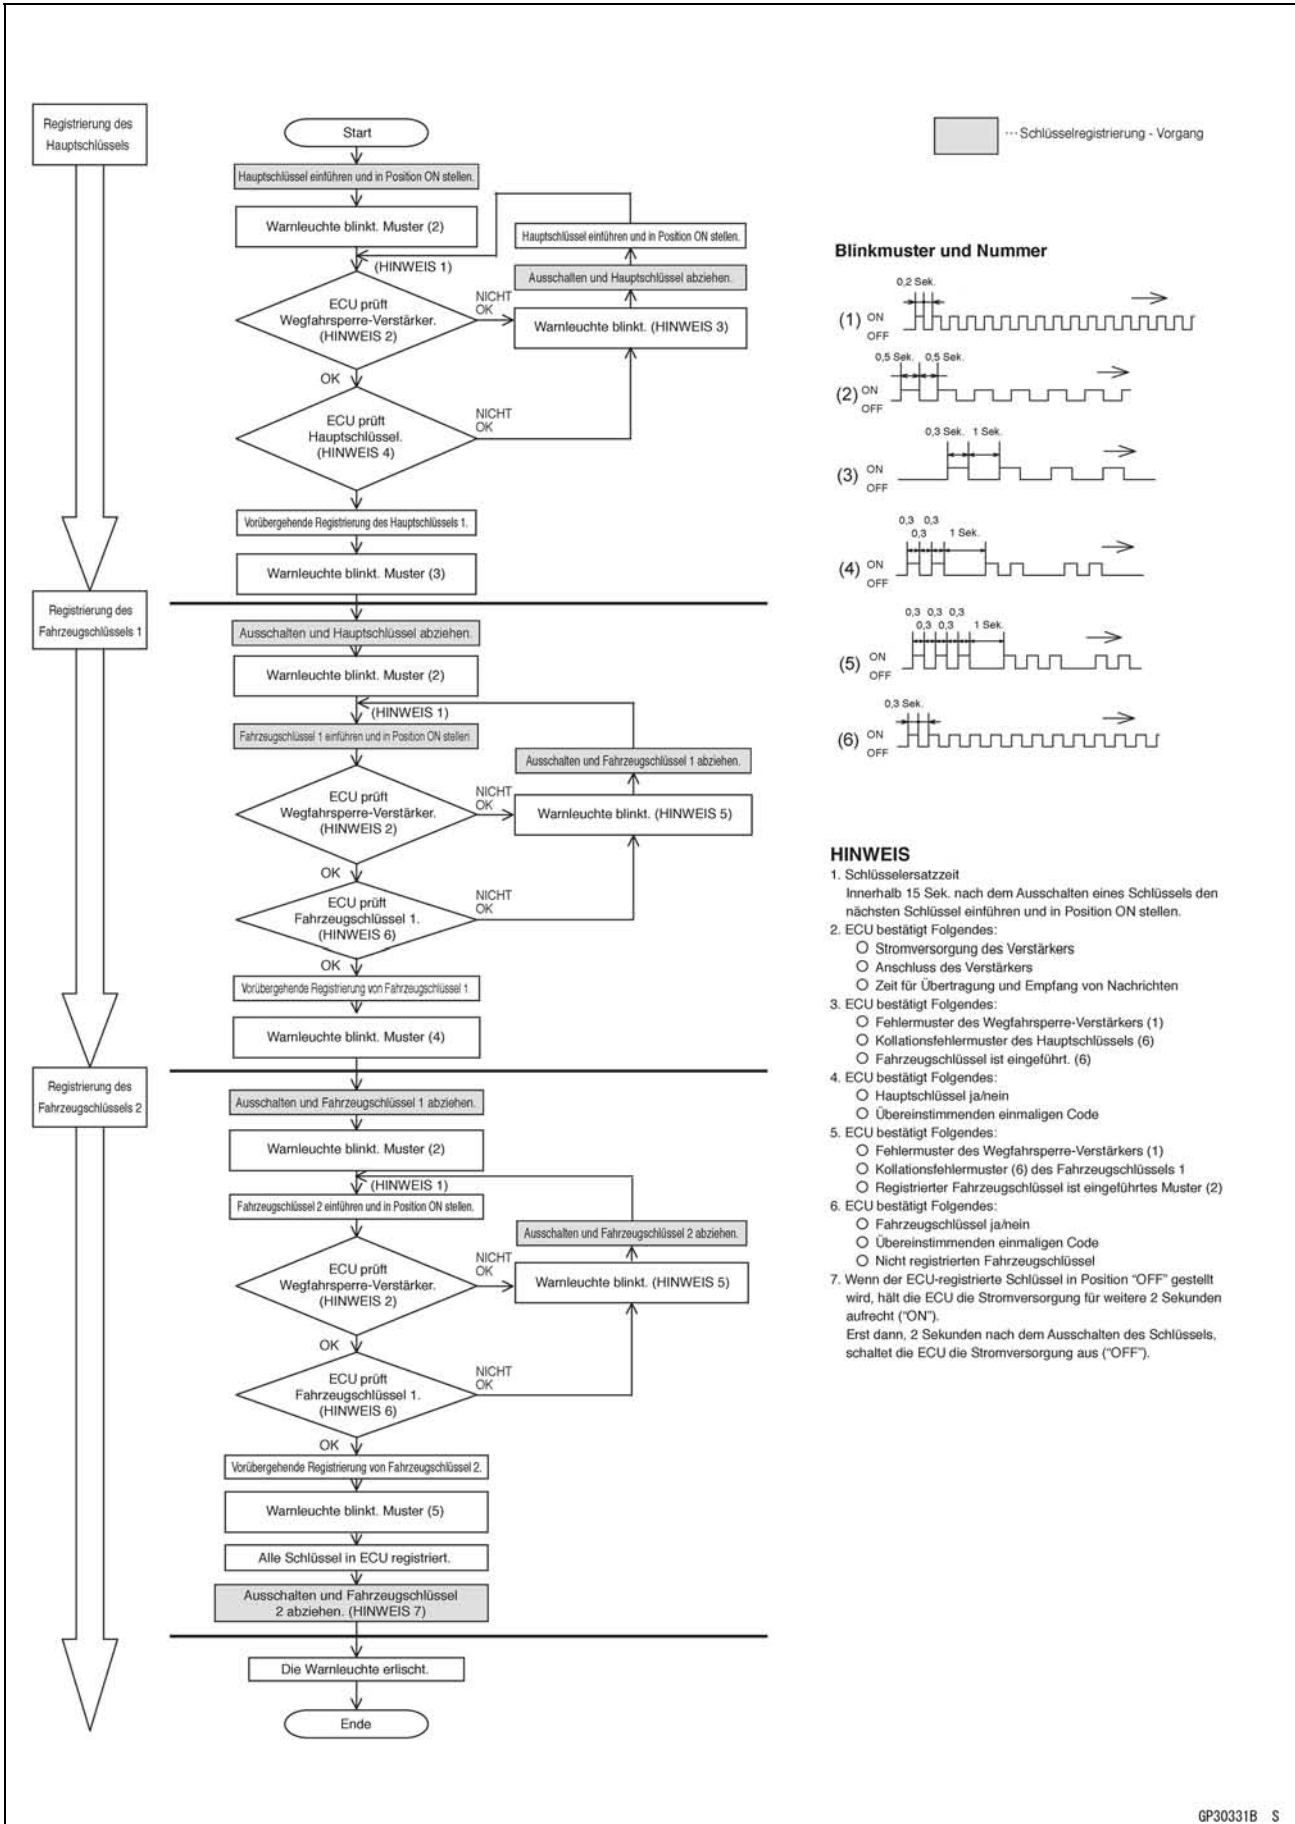 Registrierung des
Hauptschlüssels
Start
Hauptschlüssel einführen und in Position ON stellen.
Warnleuchte blinkt. Muster (2)
(HINWEIS 1)
ECU prüft
Wegfahrsperre-Verstärker.
(HINWEIS 2)
NICHT
OK
Hauptschlüssel einführen und in Position ON stellen.
Ausschalten und Hauptschlüssel abziehen.
Warnleuchte blinkt. (HINWEIS 3)
OK
ECU prüft
Hauptschlüssel.
(HINWEIS 4)
NICHT
OK
Vorübergehende Registrierung des Hauptschlüssels 1.
Warnleuchte blinkt. Muster (3)
Registrierung des
Fahrzeugschlüssels 1
Ausschalten und Hauptschlüssel abziehen.
Warnleuchte blinkt. Muster (2)
(HINWEIS 1)
Fahrzeugschlüssel 1 einführen und in Position ON stellen.
Ausschalten und Fahrzeugschlüssel 1 abziehen.
ECU prüft
Wegfahrsperre-Verstärker.
(HINWEIS 2)
NICHT
OK
Warnleuchte blinkt. (HINWEIS 5)
OK
ECU prüft
Fahrzeugschlüssel 1.
(HINWEIS 6)
NICHT
OK
OK
Vorübergehende Registrierung von Fahrzeugschlüssel 1.
Warnleuchte blinkt. Muster (4)
Registrierung des
Fahrzeugschlüssels 2
Ausschalten und Fahrzeugschlüssel 1 abziehen.
Warnleuchte blinkt. Muster (2)
(HINWEIS 1)
Fahrzeugschlüssel 2 einführen und in Position ON stellen.
Ausschalten und Fahrzeugschlüssel 2 abziehen.
ECU prüft
Wegfahrsperre-Verstärker.
(HINWEIS 2)
NICHT
OK
Warnleuchte blinkt. (HINWEIS 5)
OK
ECU prüft
Fahrzeugschlüssel 1.
(HINWEIS 6)
NICHT
OK
OK
Vorübergehende Registrierung von Fahrzeugschlüssel 2.
Warnleuchte blinkt. Muster (5)
Alle Schlüssel in ECU registriert.
Ausschalten und Fahrzeugschlüssel
2 abziehen. (HINWEIS 7)
Die Warnleuchte erlischt.
Ende
··· Schlüsselregistrierung - Vorgang
Blinkmuster und Nummer
0,2 Sek.
(1) ON
OFF
0,5 Sek. 0,5 Sek.
(2) ON
OFF
0,3 Sek. 1 Sek.
(3) ON
OFF
0,3 0,3
0,3 1 Sek.
(4) ON
OFF
0,3 0,3 0,3
0,3 0,3 1 Sek.
(5) ON
OFF
0,3 Sek.
(6) ON
OFF
HINWEIS
1. Schlüsselersatzzeit
Innerhalb 15 Sek. nach dem Ausschalten eines Schlüssels den
nächsten Schlüssel einführen und in Position ON stellen.
2. ECU bestätigt Folgendes:
O Stromversorgung des Verstärkers
O Anschluss des Verstärkers
O Zeit für Übertragung und Empfang von Nachrichten
3. ECU bestätigt Folgendes:
O Fehlermuster des Wegfahrsperre-Verstärkers (1)
O Kollationsfehlermuster des Hauptschlüssels (6)
O Fahrzeugschlüssel ist eingeführt. (6)
4. ECU bestätigt Folgendes:
O Hauptschlüssel ja/nein
O Übereinstimmenden einmaligen Code
5. ECU bestätigt Folgendes:
O Fehlermuster des Wegfahrsperre-Verstärkers (1)
O Kollationsfehlermuster (6) des Fahrzeugschlüssels 1
O Registrierter Fahrzeugschlüssel ist eingeführtes Muster (2)
6. ECU bestätigt Folgendes:
O Fahrzeugschlüssel ja/nein
O Übereinstimmenden einmaligen Code
O Nicht registrierten Fahrzeugschlüssel
7. Wenn der ECU-registrierte Schlüssel in Position "OFF" gestellt
wird, hält die ECU die Stromversorgung für weitere 2 Sekunden
aufrecht ("ON").
Erst dann, 2 Sekunden nach dem Ausschalten des Schlüssels,
schaltet die ECU die Stromversorgung aus ("OFF").
GP30331B S